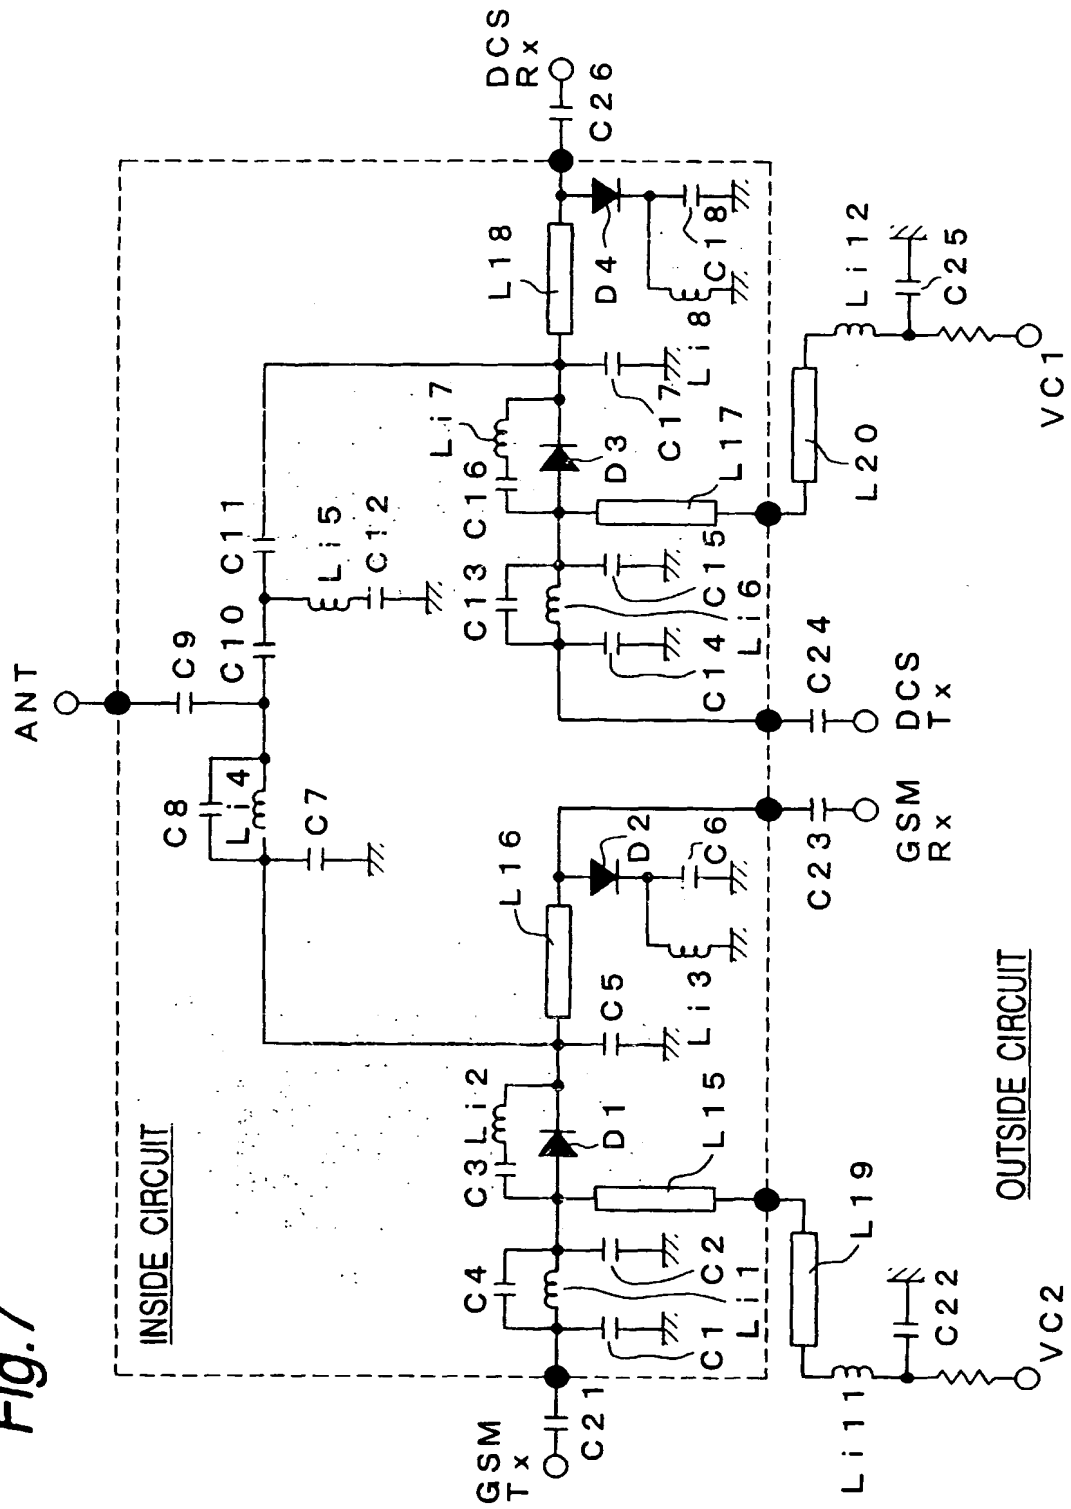 Fig.7
INSIDE CIRCUIT
OUTSIDE CIRCUIT
ANT
C9
C8
Li4
C7
C10
C11
Li5
C12
GSM
Tx
C21
C4
C1
Li1
C2
C3
Li2
D1
L15
C5
L16
D2
C6
Li3
C23
GSM
Rx
L19
Li11
C22
VC2
C13
C14
Li6
C15
C16
Li7
D3
L17
C17
L18
D4
C18
Li8
C26
DCS
Rx
C24
DCS
Tx
L20
Li12
C25
VC1